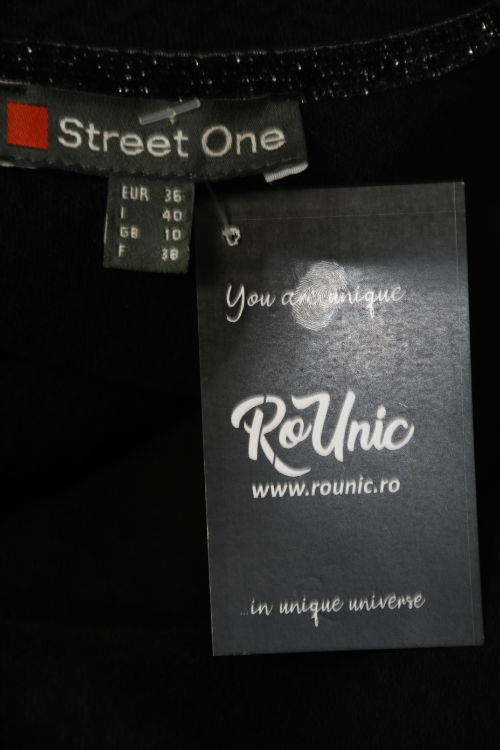 Street One
EUR 36
I 40
GB 10
F 38
You are unique
RoUnic
www.rounic.ro
...in unique universe